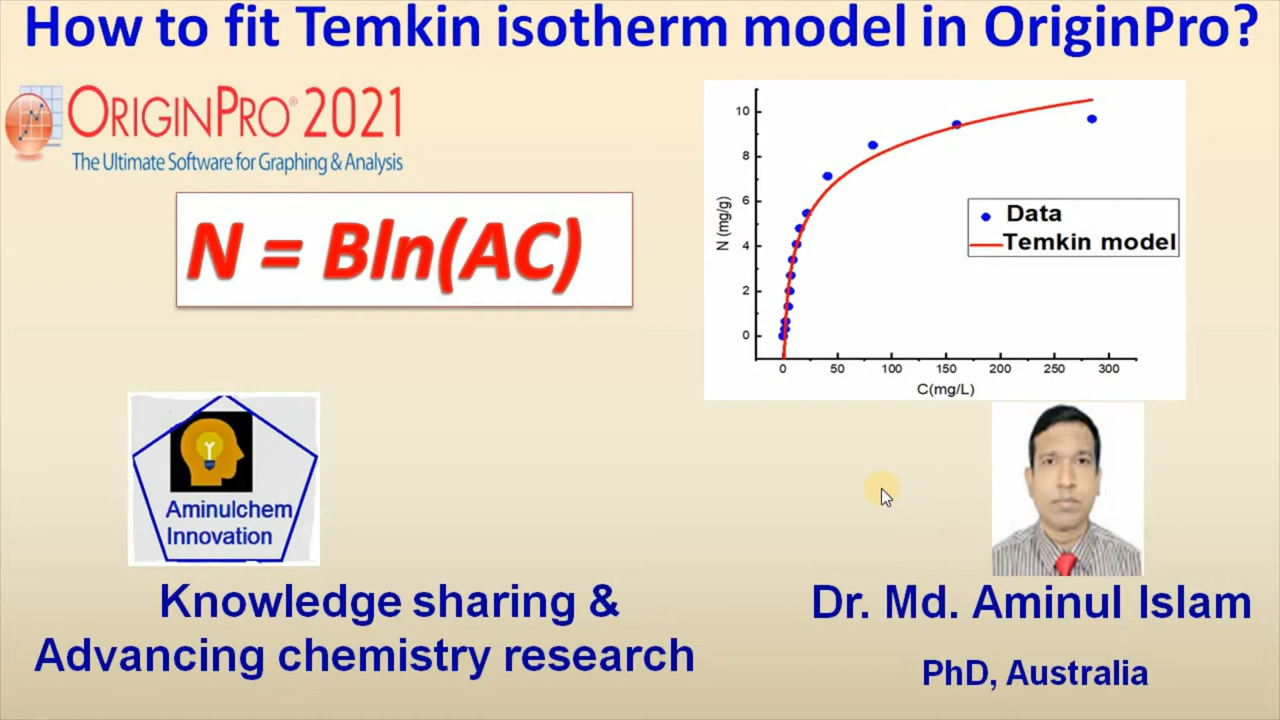 How to fit Temkin isotherm model in OriginPro?
ORIGINPRO® 2021
The Ultimate Software for Graphing & Analysis
N = Bln(AC)
10
8
6
4
2
0
N (mg/g)
Data
Temkin model
0 50 100 150 200 250 300
C(mg/L)
Aminulchem
Innovation
Knowledge sharing &
Advancing chemistry research
Dr. Md. Aminul Islam
PhD, Australia